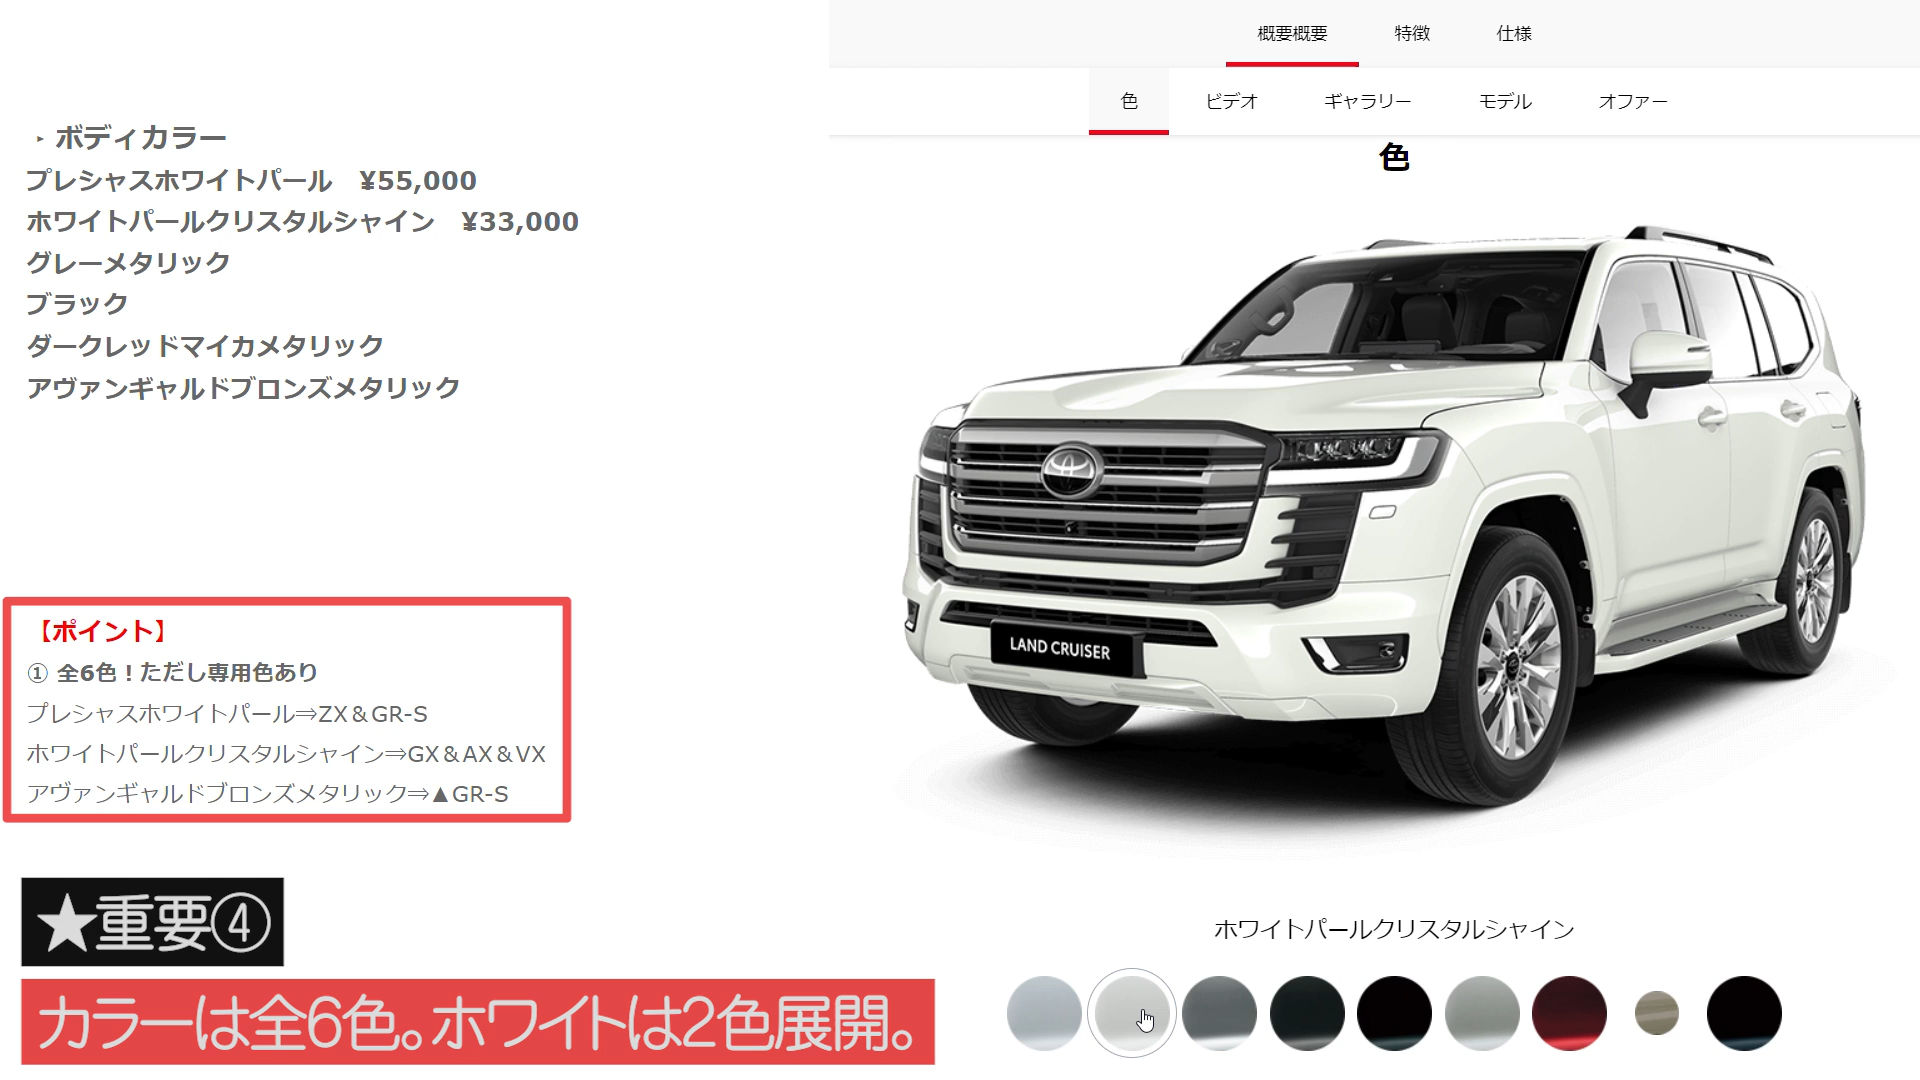 概要概要 特徴 仕様
色 ビデオ ギャラリー モデル オファー
色
▸ ボディカラー
プレシャスホワイトパール ¥55,000
ホワイトパールクリスタルシャイン ¥33,000
グレーメタリック
ブラック
ダークレッドマイカメタリック
アヴァンギャルドブロンズメタリック
【ポイント】
① 全6色！ただし専用色あり
プレシャスホワイトパール⇒ZX＆GR-S
ホワイトパールクリスタルシャイン⇒GX＆AX＆VX
アヴァンギャルドブロンズメタリック⇒▲GR-S
LAND CRUISER
ホワイトパールクリスタルシャイン
★重要④
カラーは全6色。ホワイトは2色展開。